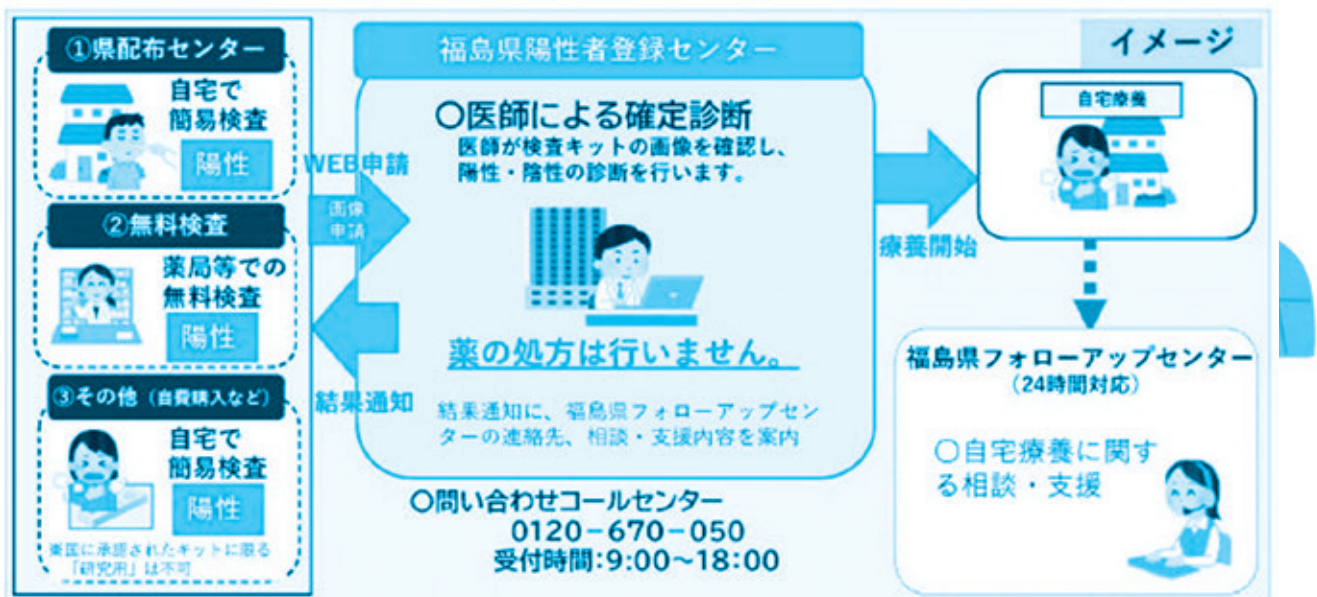 ①県配布センター
自宅で
簡易検査
陽性
②無料検査
薬局等での
無料検査
陽性
③その他（自費購入など）
自宅で
簡易検査
陽性
※国に承認されたキットに限る
「研究用」は不可
WEB申請
画像
申請
結果通知
福島県陽性者登録センター
〇医師による確定診断
医師が検査キットの画像を確認し、
陽性・陰性の診断を行います。
薬の処方は行いません。
結果通知に、福島県フォローアップセン
ターの連絡先、相談・支援内容を案内
〇問い合わせコールセンター
0120－670－050
受付時間:9:00～18:00
療養開始
イメージ
自宅療養
福島県フォローアップセンター
（24時間対応）
〇自宅療養に関す
る相談・支援